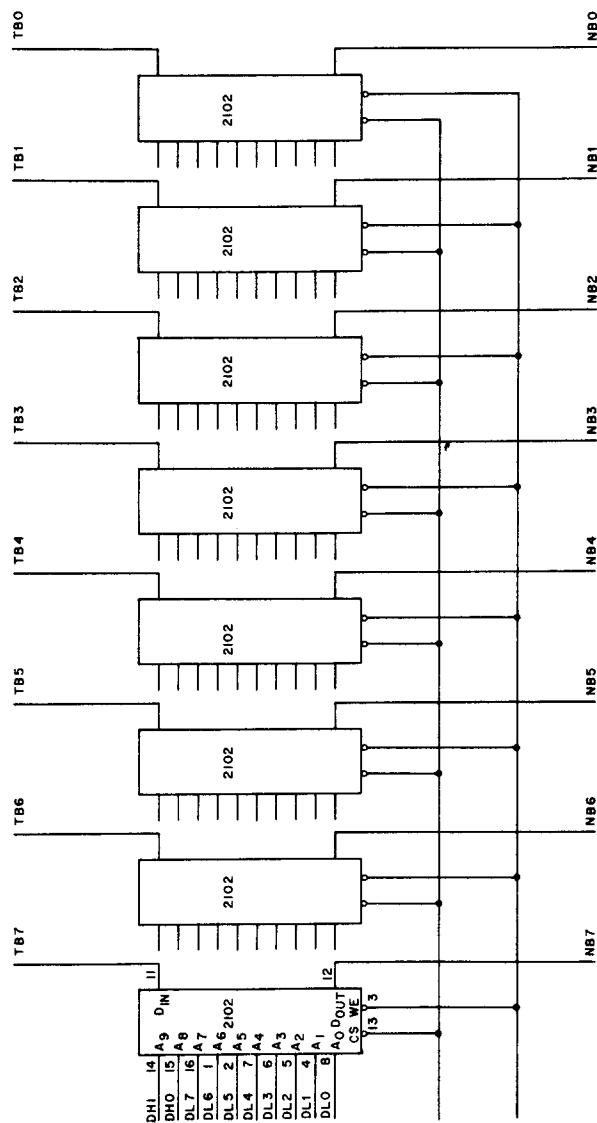 TB7 TB6 TB5 TB4 TB3 TB2 TB1 TB0
DH1 14 A9 DIN 11
DH0 15 A8
DL7 16 A7
DL6 1 A6
2102 2102 2102 2102 2102 2102 2102 2102
DL5 2 A5
DL4 7 A4
DL3 6 A3
DL2 5 A2
DL1 4 A1
DL0 8 A0 DOUT 12
CS WE
13 3
NB7 NB6 NB5 NB4 NB3 NB2 NB1 NB0